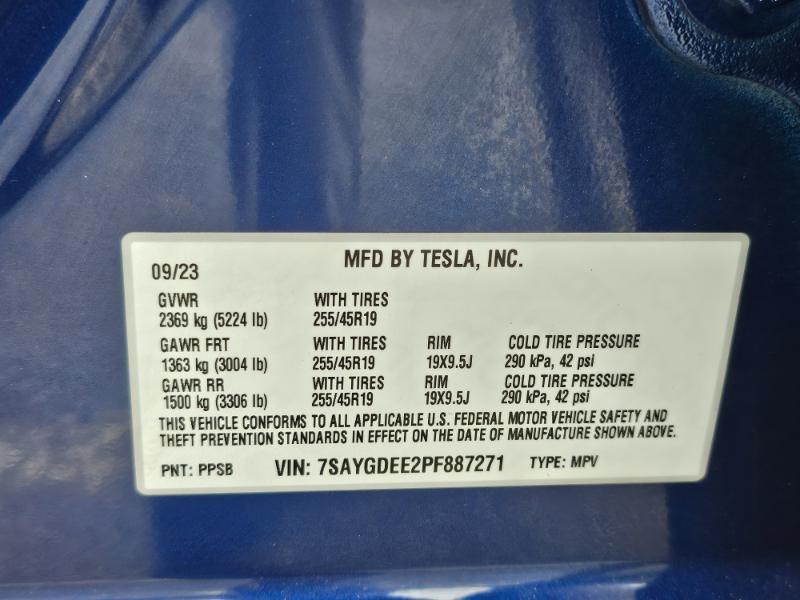 MFD BY TESLA, INC.
09/23
GVWR WITH TIRES
2369 kg (5224 lb) 255/45R19
GAWR FRT WITH TIRES RIM COLD TIRE PRESSURE
1363 kg (3004 lb) 255/45R19 19X9.5J 290 kPa, 42 psi
GAWR RR WITH TIRES RIM COLD TIRE PRESSURE
1500 kg (3306 lb) 255/45R19 19X9.5J 290 kPa, 42 psi
THIS VEHICLE CONFORMS TO ALL APPLICABLE U.S. FEDERAL MOTOR VEHICLE SAFETY AND
THEFT PREVENTION STANDARDS IN EFFECT ON THE DATE OF MANUFACTURE SHOWN ABOVE.
PNT: PPSB VIN: 7SAYGDEE2PF887271 TYPE: MPV